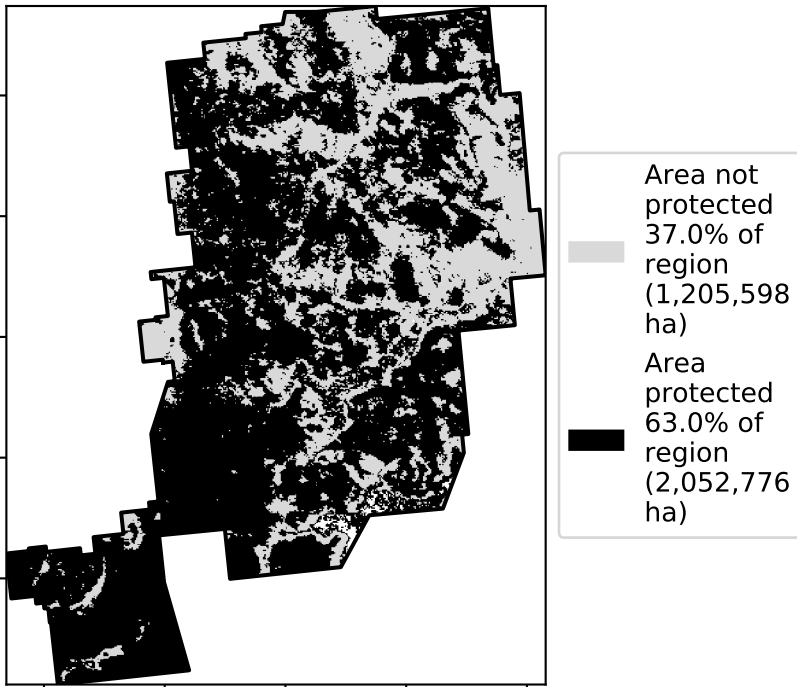 Area not
protected
37.0% of
region
(1,205,598
ha)
Area
protected
63.0% of
region
(2,052,776
ha)